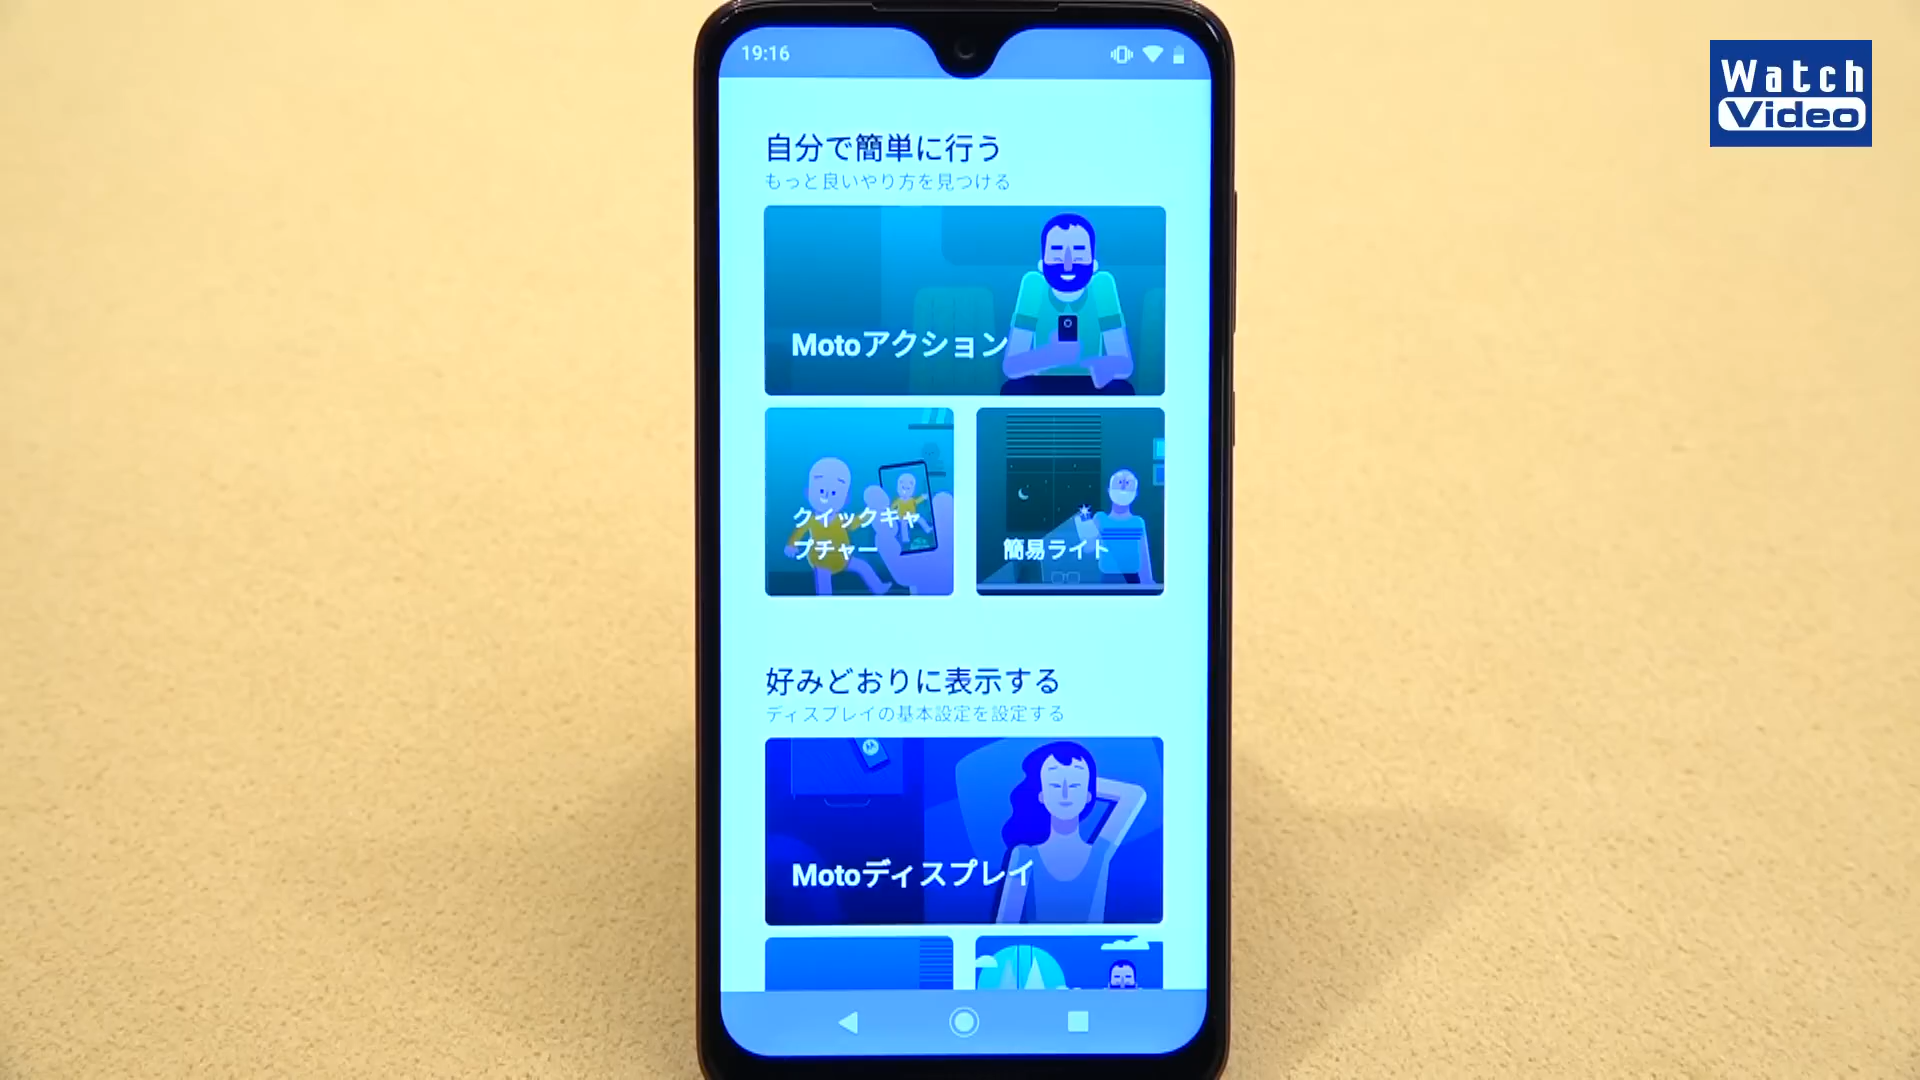 19:16
Watch
Video
自分で簡単に行う
もっと良いやり方を見つける
Motoアクション
クイックキャ
プチャー
簡易ライト
好みどおりに表示する
ディスプレイの基本設定を設定する
Motoディスプレイ